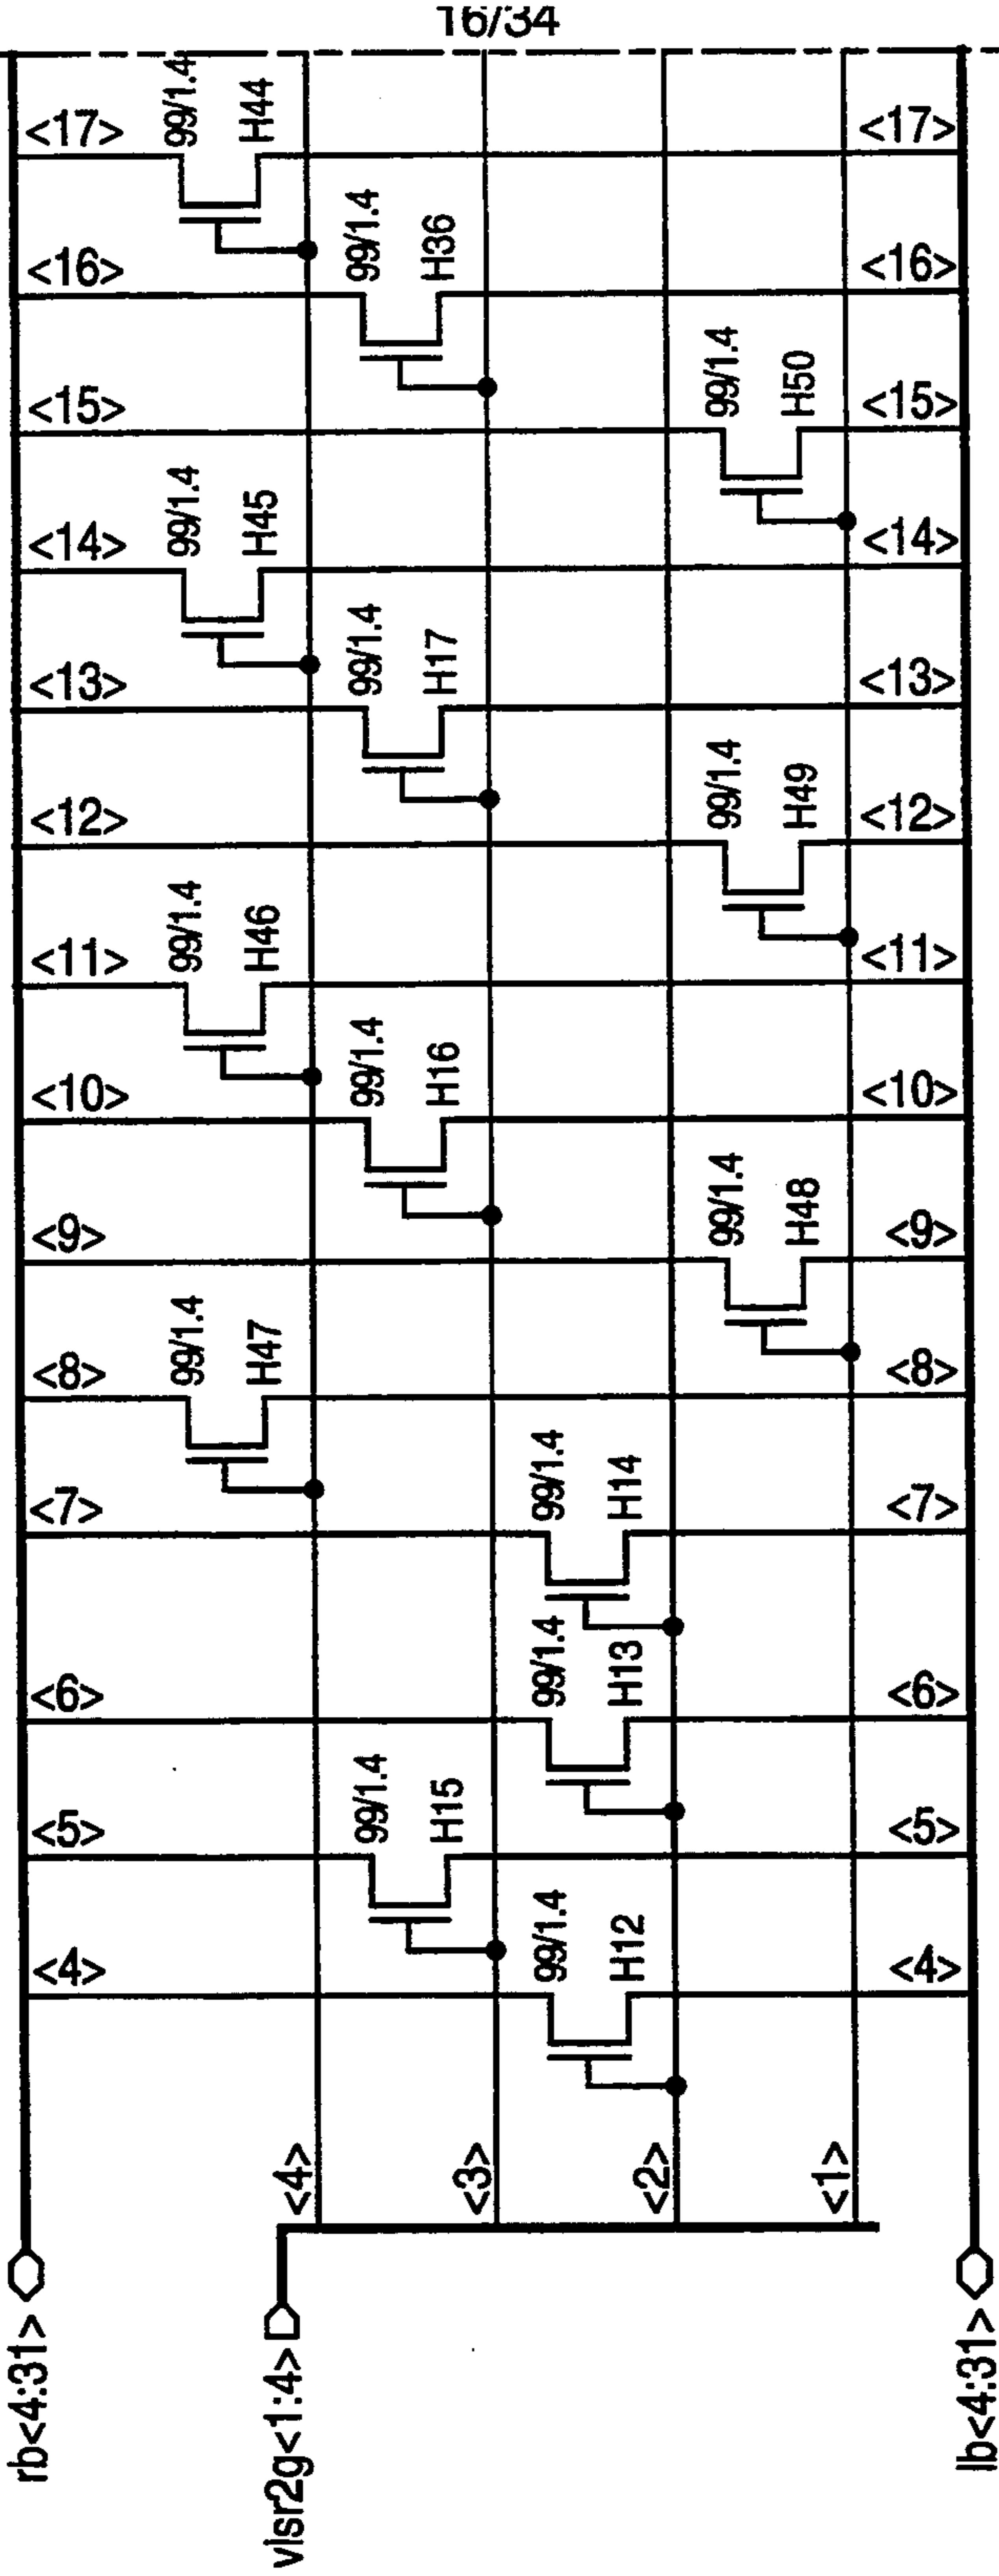 16/34
<17>
99/1.4
H44
<17>
<16>
99/1.4
H36
<16>
<15>
99/1.4
H50
<15>
<14>
99/1.4
H45
<14>
<13>
99/1.4
H17
<13>
<12>
99/1.4
H49
<12>
<11>
99/1.4
H46
<11>
<10>
99/1.4
H16
<10>
<9>
99/1.4
H48
<9>
<8>
99/1.4
H47
<8>
<7>
99/1.4
H14
<7>
<6>
99/1.4
H13
<6>
<5>
99/1.4
H15
<5>
<4>
99/1.4
H12
<4>
<4>
<3>
<2>
<1>
rb<4:31>
vlsr2g<1:4>
lb<4:31>